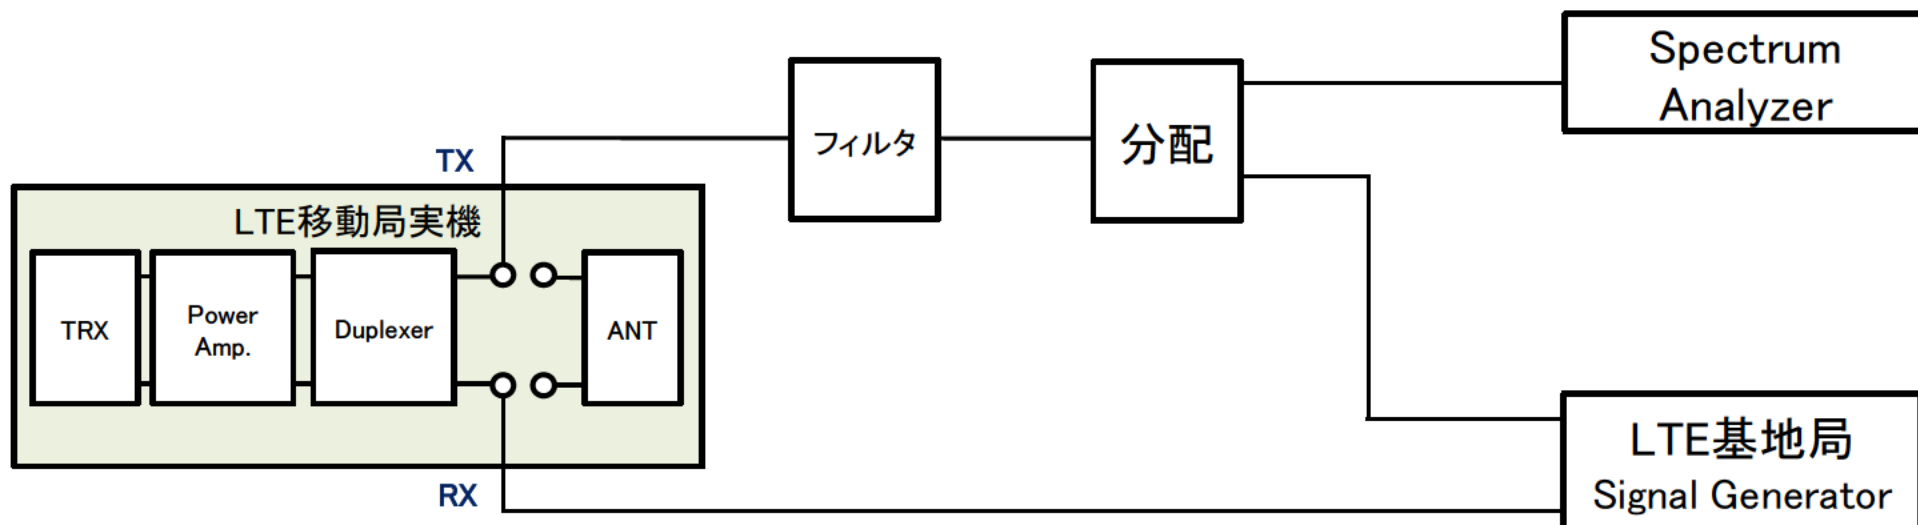 Spectrum
Analyzer
フィルタ
分配
TX
LTE移動局実機
TRX
Power
Amp.
Duplexer
ANT
RX
LTE基地局
Signal Generator